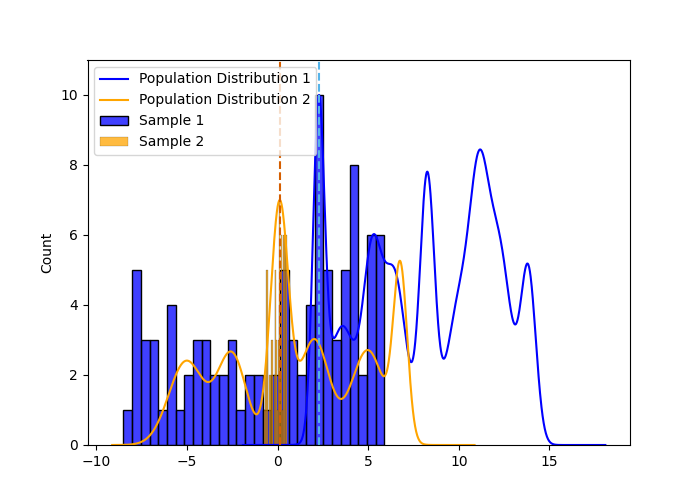 Population Distribution 1
Population Distribution 2
Sample 1
Sample 2
Count
10
8
6
4
2
0
−10
−5
0
5
10
15